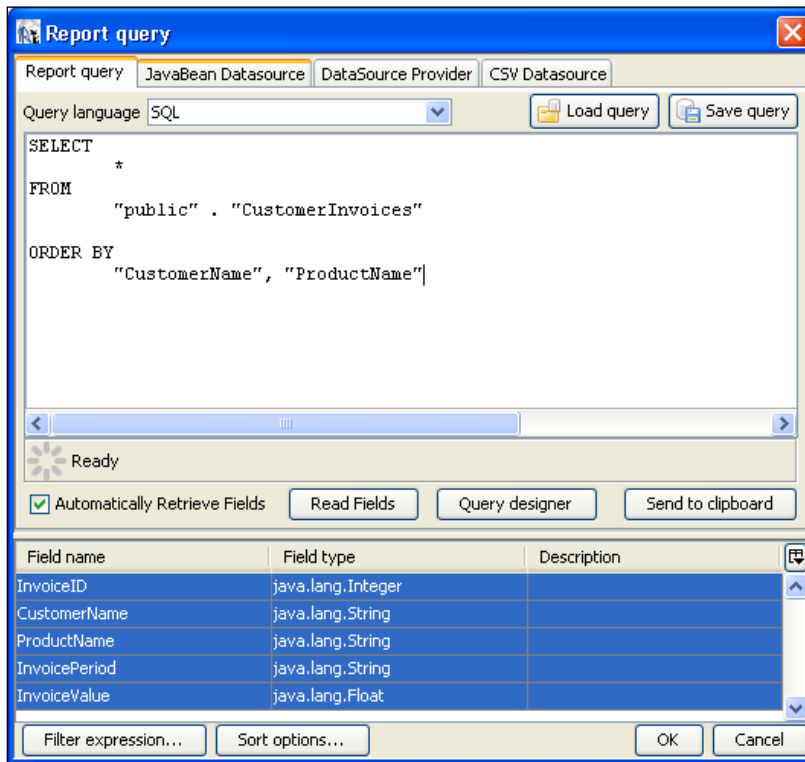 Report query
Report query JavaBean Datasource DataSource Provider CSV Datasource
Query language SQL Load query Save query
SELECT
*
FROM
"public" . "CustomerInvoices"
ORDER BY
"CustomerName", "ProductName"
Ready
Automatically Retrieve Fields Read Fields Query designer Send to clipboard
Field name Field type Description
InvoiceID java.lang.Integer
CustomerName java.lang.String
ProductName java.lang.String
InvoicePeriod java.lang.String
InvoiceValue java.lang.Float
Filter expression... Sort options... OK Cancel